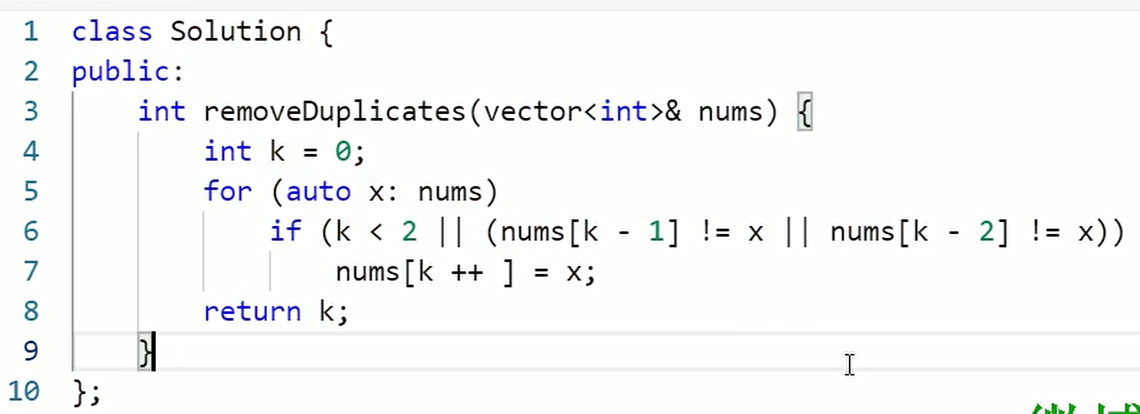 1 class Solution {
2 public:
3 int removeDuplicates(vector<int>& nums) {
4 int k = 0;
5 for (auto x: nums)
6 if (k < 2 || (nums[k - 1] != x || nums[k - 2] != x))
7 nums[k ++ ] = x;
8 return k;
9 }
10 };